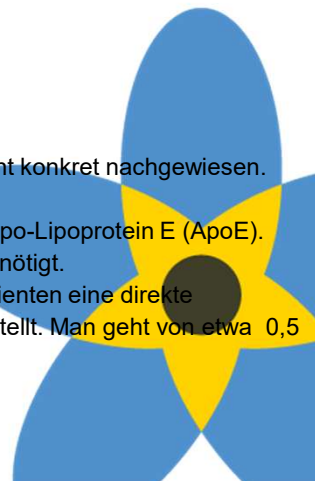 nt konkret nachgewiesen.
po-Lipoprotein E (ApoE).
nötigt.
ienten eine direkte
tellt. Man geht von etwa 0,5